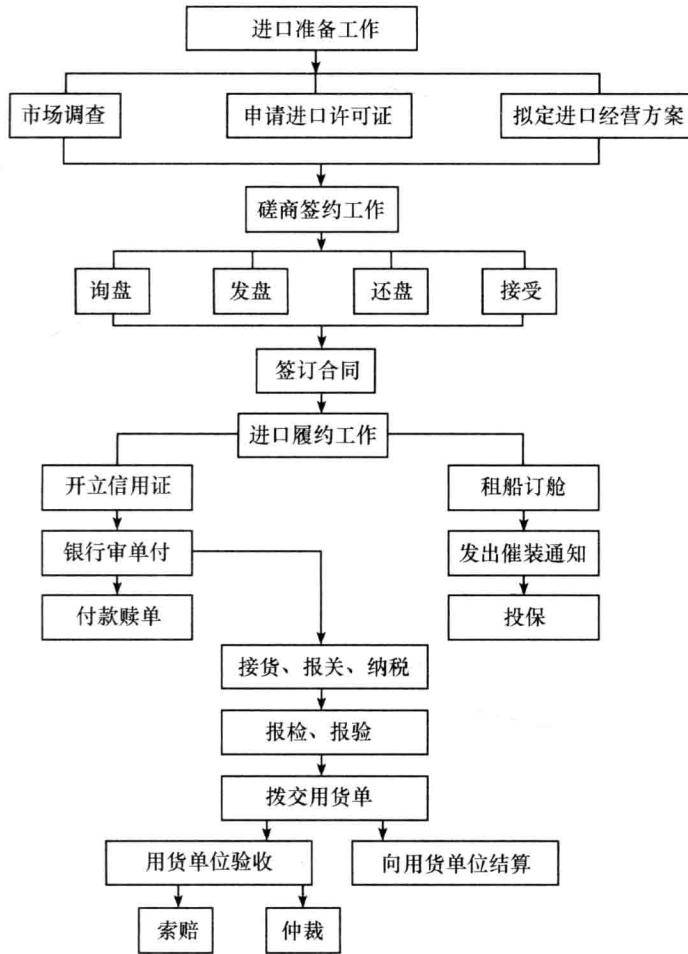 进口准备工作
市场调查
申请进口许可证
拟定进口经营方案
磋商签约工作
询盘
发盘
还盘
接受
签订合同
进口履约工作
开立信用证
租船订舱
银行审单付
发出催装通知
付款赎单
投保
接货、报关、纳税
报检、报验
拨交用货单
用货单位验收
向用货单位结算
索赔
仲裁